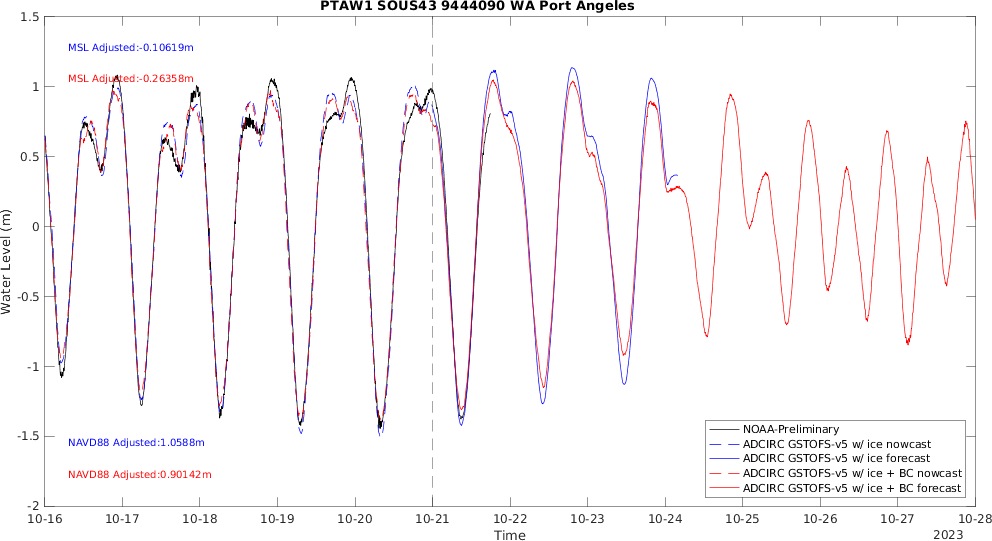 PTAW1 SOUS43 9444090 WA Port Angeles
1.5
MSL Adjusted:-0.10619m
MSL Adjusted:-0.26358m
1
0.5
0
Water Level (m)
-0.5
-1
-1.5
NAVD88 Adjusted:1.0588m
NAVD88 Adjusted:0.90142m
-2
NOAA-Preliminary
ADCIRC GSTOFS-v5 w/ ice nowcast
ADCIRC GSTOFS-v5 w/ ice forecast
ADCIRC GSTOFS-v5 w/ ice + BC nowcast
ADCIRC GSTOFS-v5 w/ ice + BC forecast
10-16 10-17 10-18 10-19 10-20 10-21 10-22 10-23 10-24 10-25 10-26 10-27 10-28
Time
2023